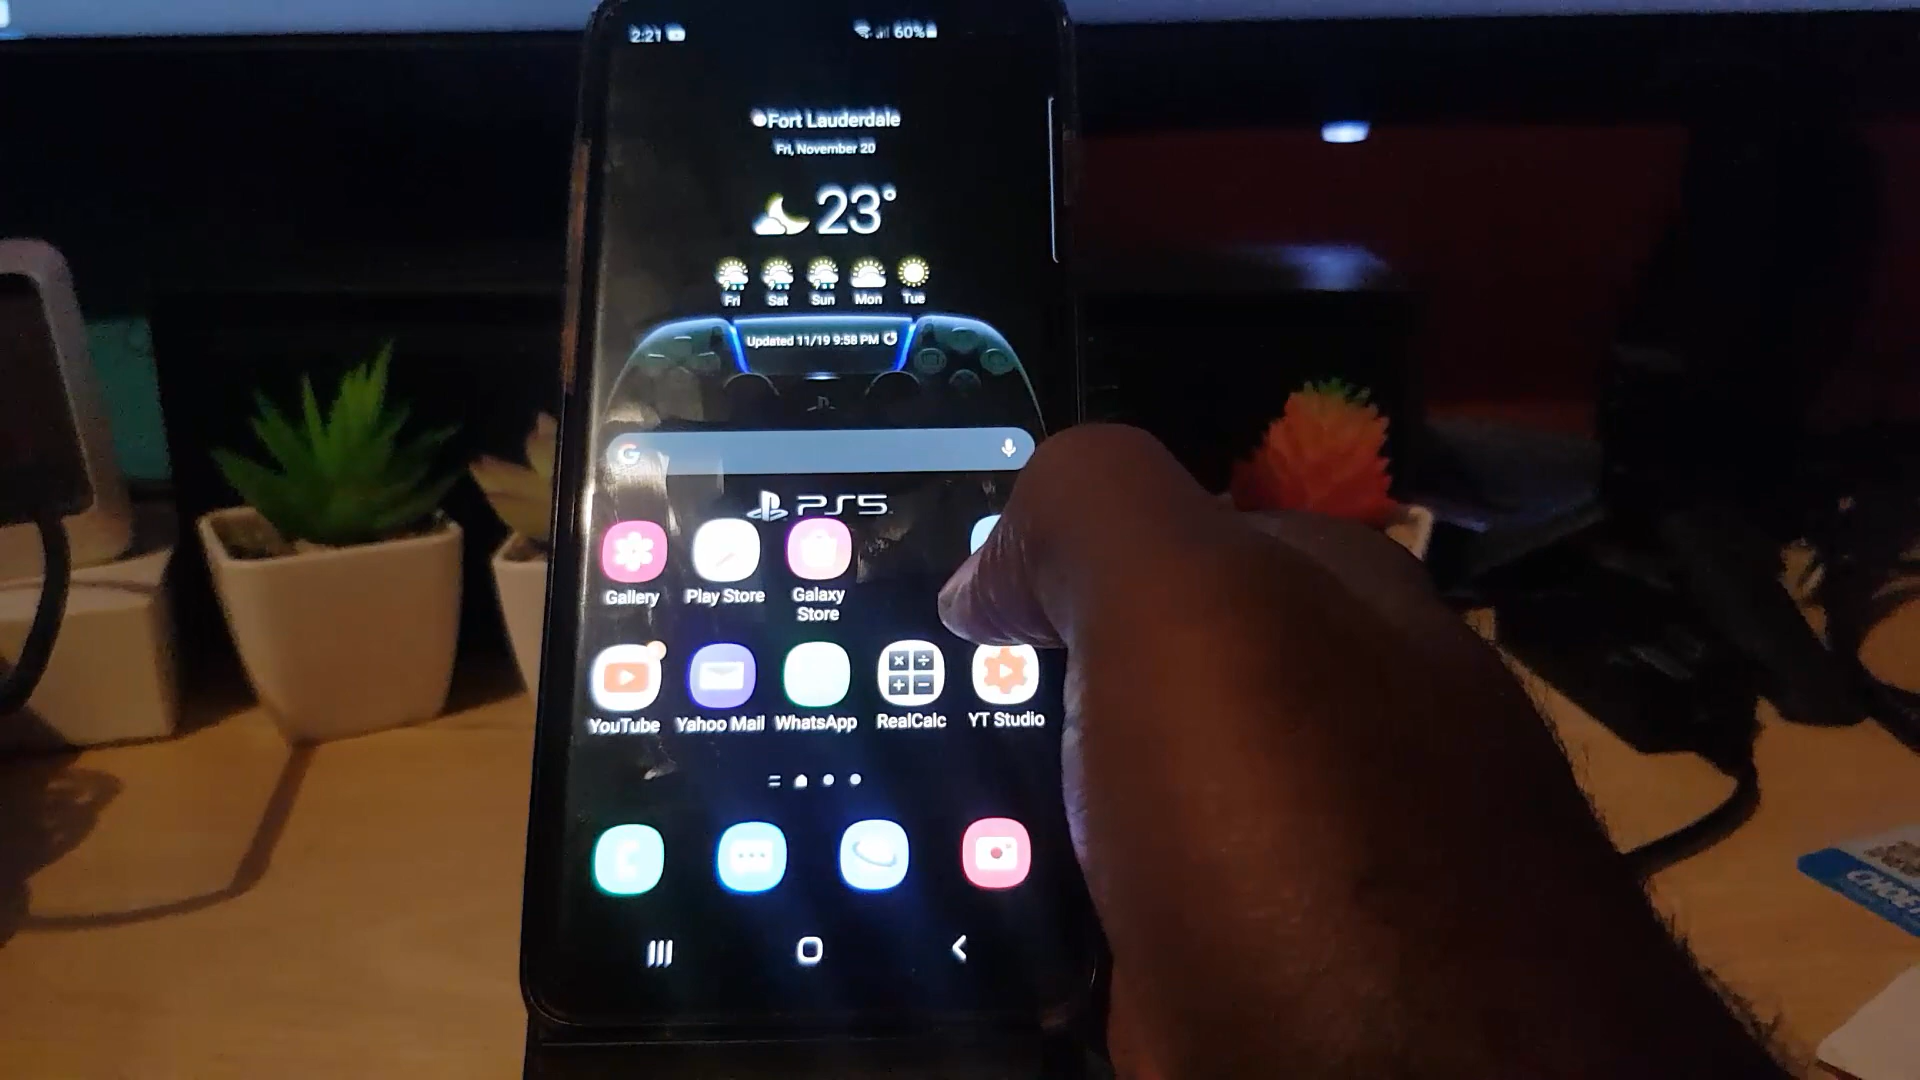 2:21
60%
Fort Lauderdale
Fri, November 20
23°
Fri Sat Sun Mon Tue
Updated 11/19 9:58 PM
G
PS5
Gallery Play Store Galaxy Store
YouTube Yahoo Mail WhatsApp RealCalc YT Studio